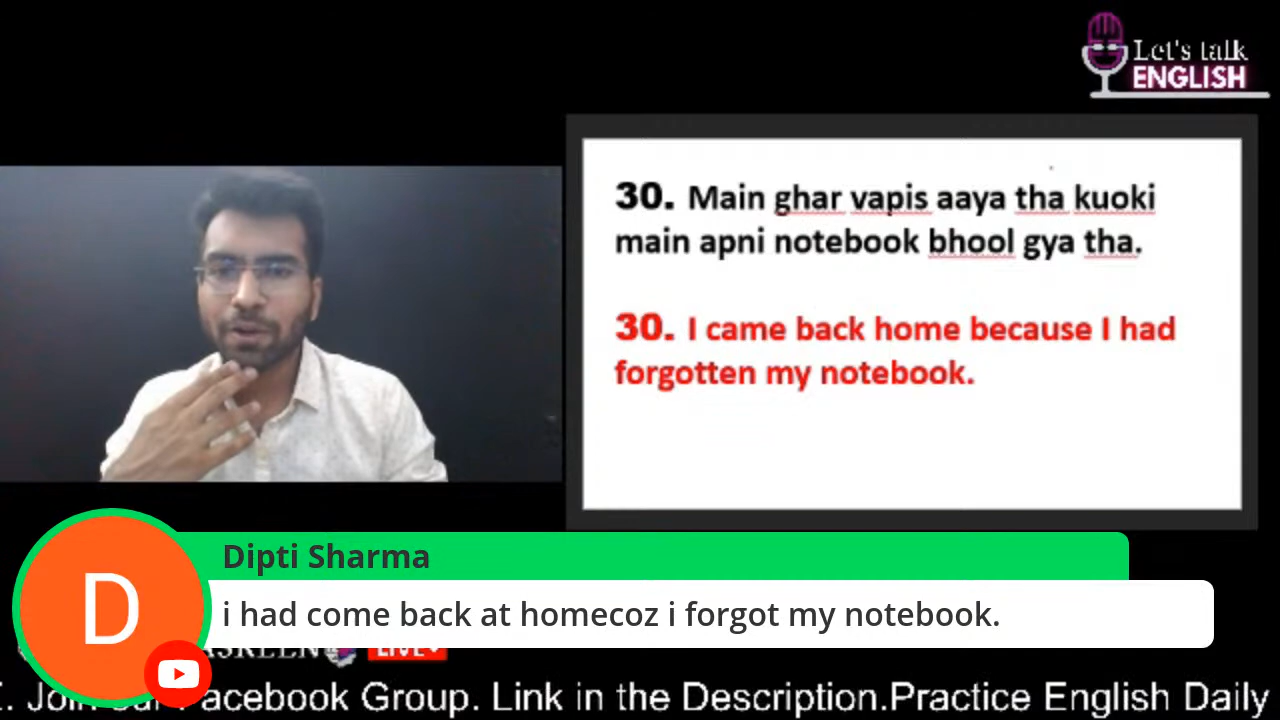 Let's talk
ENGLISH
30. Main ghar vapis aaya tha kuoki
main apni notebook bhool gya tha.
30. I came back home because I had
forgotten my notebook.
Dipti Sharma
D
i had come back at homecoz i forgot my notebook.
LIVE
Facebook Group. Link in the Description.Practice English Daily